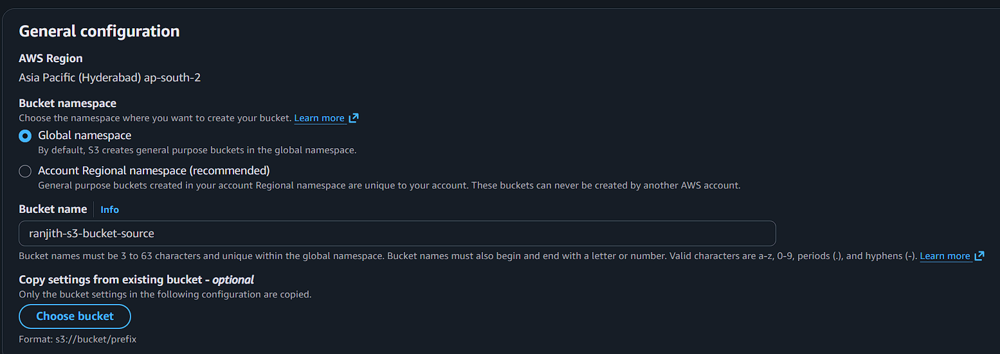 General configuration
AWS Region
Asia Pacific (Hyderabad) ap-south-2
Bucket namespace
Choose the namespace where you want to create your bucket. Learn more
Global namespace
By default, S3 creates general purpose buckets in the global namespace.
Account Regional namespace (recommended)
General purpose buckets created in your account Regional namespace are unique to your account. These buckets can never be created by another AWS account.
Bucket name Info
ranjith-s3-bucket-source
Bucket names must be 3 to 63 characters and unique within the global namespace. Bucket names must also begin and end with a letter or number. Valid characters are a-z, 0-9, periods (.), and hyphens (-). Learn more
Copy settings from existing bucket - optional
Only the bucket settings in the following configuration are copied.
Choose bucket
Format: s3://bucket/prefix